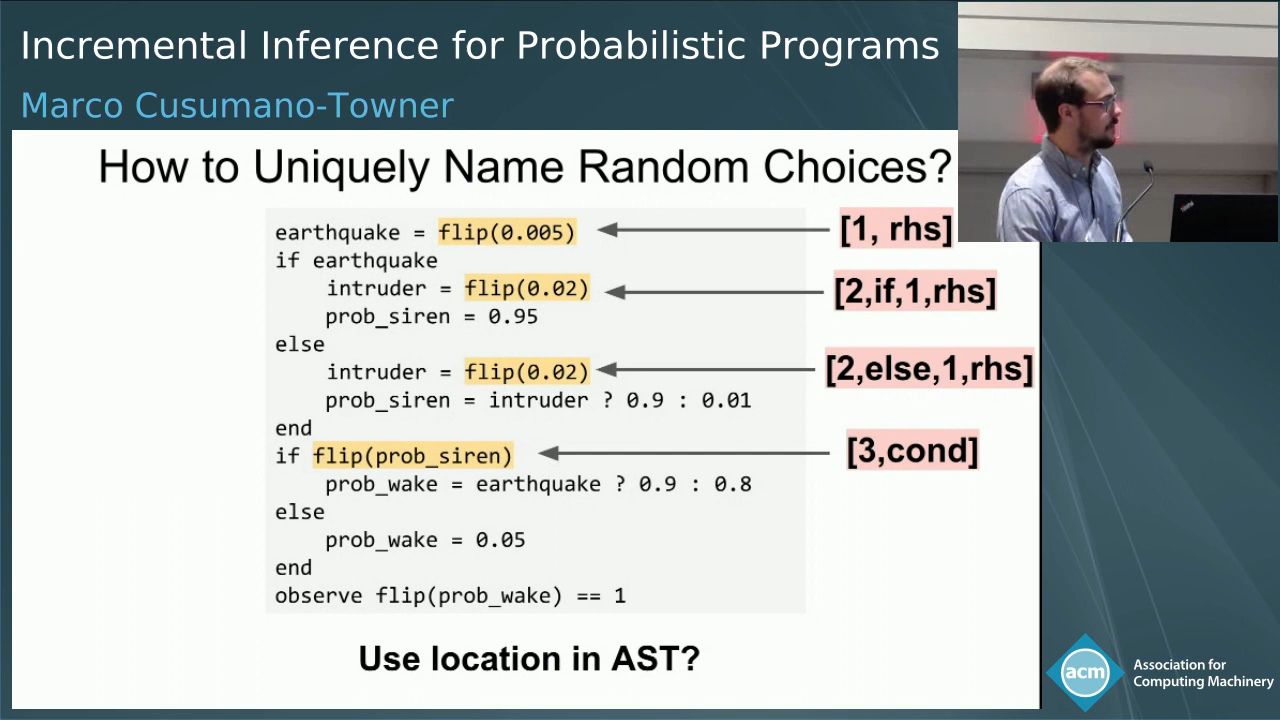 Incremental Inference for Probabilistic Programs
Marco Cusumano-Towner
How to Uniquely Name Random Choices?
earthquake = flip(0.005)
[1, rhs]
if earthquake
intruder = flip(0.02)
[2,if,1,rhs]
prob_siren = 0.95
else
intruder = flip(0.02)
[2,else,1,rhs]
prob_siren = intruder ? 0.9 : 0.01
end
if flip(prob_siren)
[3,cond]
prob_wake = earthquake ? 0.9 : 0.8
else
prob_wake = 0.05
end
observe flip(prob_wake) == 1
Use location in AST?
acm
Association for
Computing Machinery